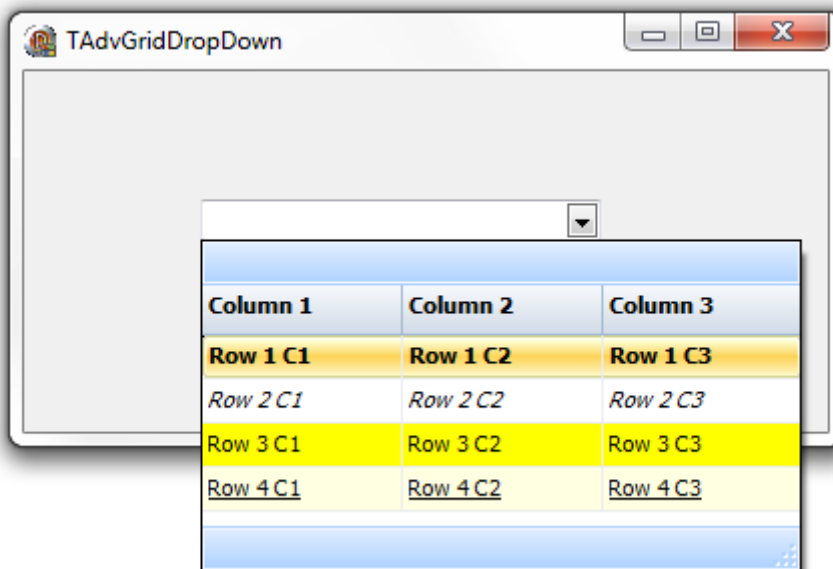 TAdvGridDropDown
Column 1 Column 2 Column 3
Row 1 C1 Row 1 C2 Row 1 C3
Row 2 C1 Row 2 C2 Row 2 C3
Row 3 C1 Row 3 C2 Row 3 C3
Row 4 C1 Row 4 C2 Row 4 C3